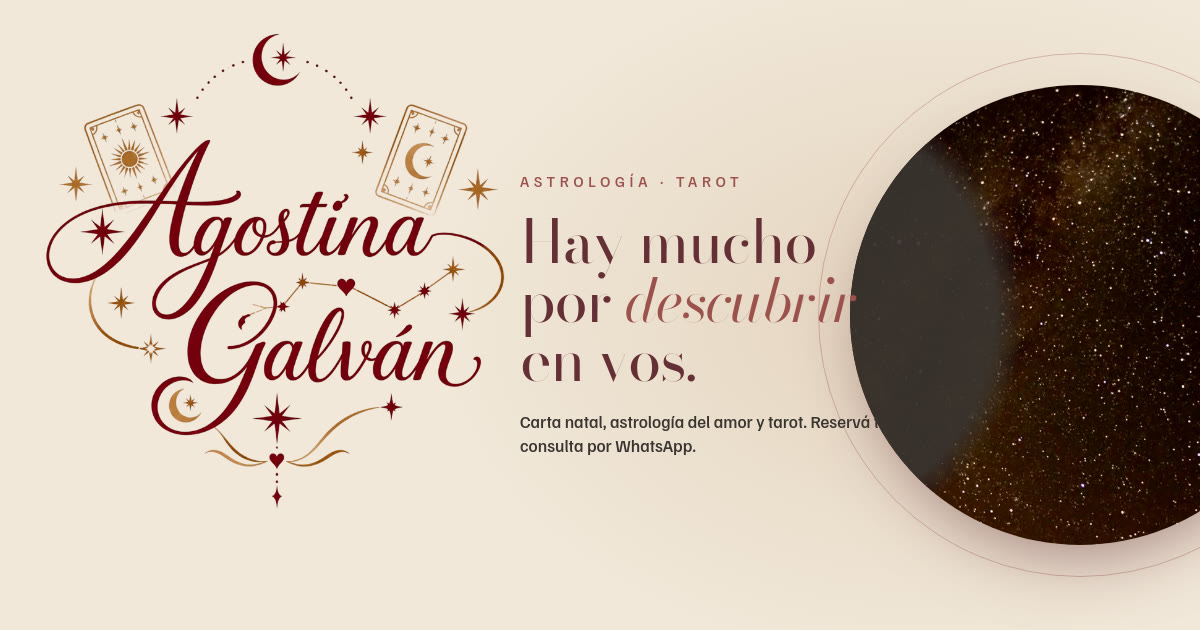 Agostina
Galván
ASTROLOGÍA · TAROT
Hay mucho
por descubrir
en vos.
Carta natal, astrología del amor y tarot. Reservá
consulta por WhatsApp.